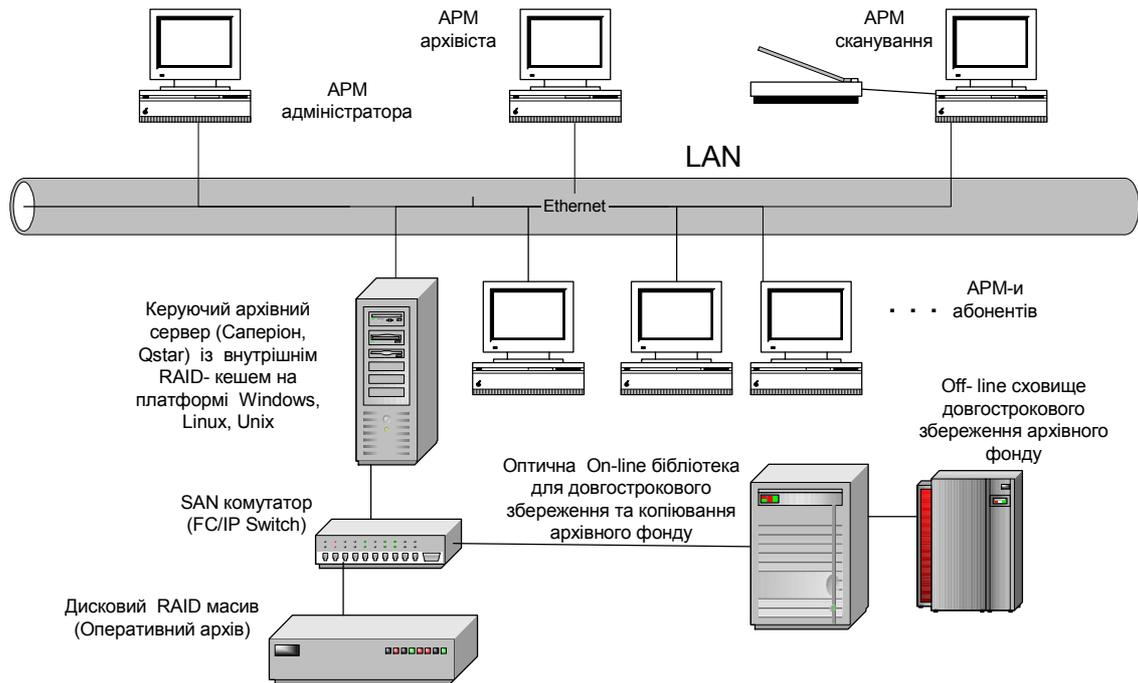 АРМ
адміністратора
АРМ
архівіста
АРМ
сканування
LAN
Ethernet
Керуючий архівний
сервер (Саперіон,
Qstar) із внутрішнім
RAID- кешем на
платформі Windows,
Linux, Unix
. . .
АРМ-и
абонентів
Off- line сховище
довгострокового
збереження архівного
фонду
Оптична On-line бібліотека
для довгострокового
збереження та копіювання
архівного фонду
SAN комутатор
(FC/IP Switch)
Дисковий RAID масив
(Оперативний архів)